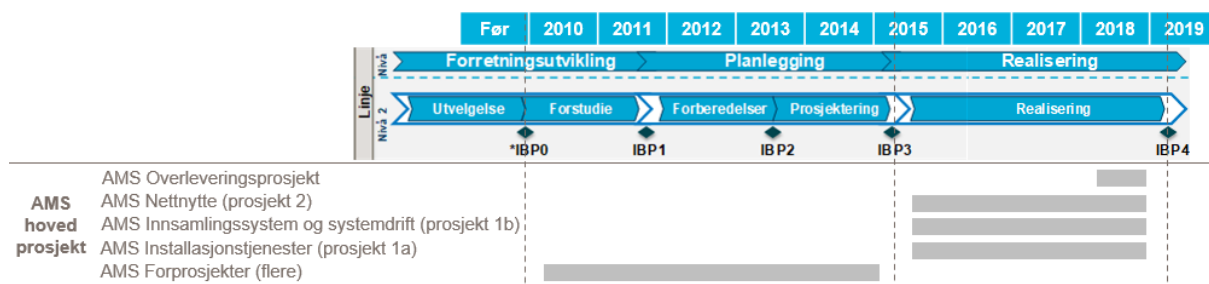 Før 2010 2011 2012 2013 2014 2015 2016 2017 2018 2019
Linje
Nivå
Forretningsutvikling Planlegging Realisering
Nivå 2
Utvelgelse Forstudie Forberedelser Prosjektering Realisering
*IBP0 IBP1 IBP2 IBP3 IBP4
AMS hoved prosjekt
AMS Overleveringsprosjekt
AMS Nettnytte (prosjekt 2)
AMS Innsamlingssystem og systemdrift (prosjekt 1b)
AMS Installasjonstjenester (prosjekt 1a)
AMS Forprosjekter (flere)